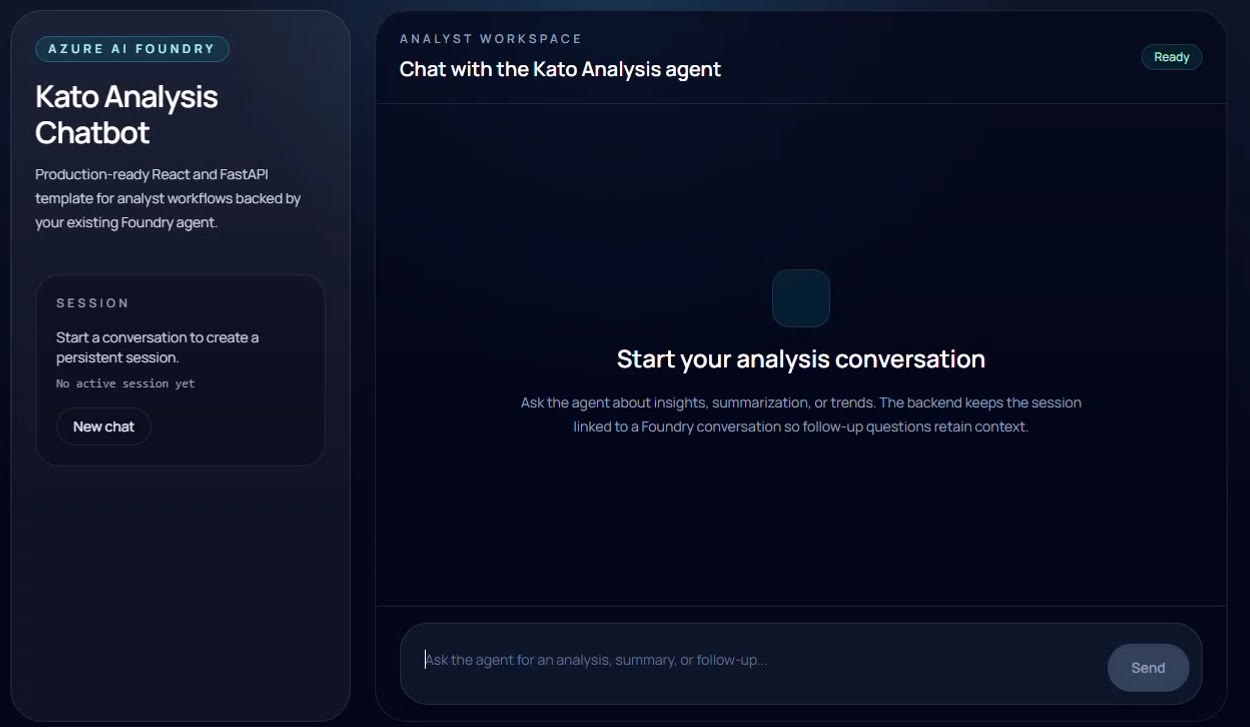 AZURE AI FOUNDRY
Kato Analysis
Chatbot
Production-ready React and FastAPI
template for analyst workflows backed by
your existing Foundry agent.
SESSION
Start a conversation to create a
persistent session.
No active session yet
New chat
ANALYST WORKSPACE
Chat with the Kato Analysis agent
Ready
Start your analysis conversation
Ask the agent about insights, summarization, or trends. The backend keeps the session
linked to a Foundry conversation so follow-up questions retain context.
Ask the agent for an analysis, summary, or follow-up...
Send